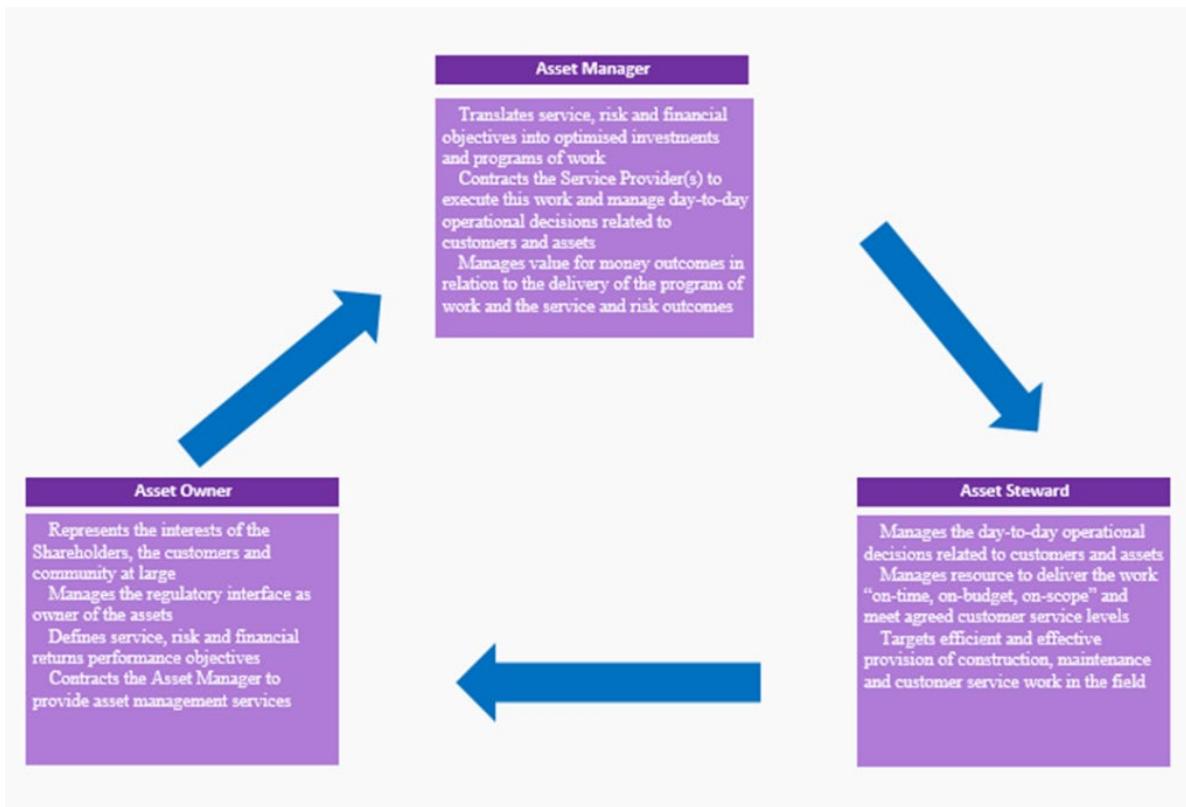 Asset Manager
Translates service, risk and financial
objectives into optimised investments
and programs of work
Contracts the Service Provider(s) to
execute this work and manage day-to-day
operational decisions related to
customers and assets
Manages value for money outcomes in
relation to the delivery of the program of
work and the service and risk outcomes
Asset Owner
Represents the interests of the
Shareholders, the customers and
community at large
Manages the regulatory interface as
owner of the assets
Defines service, risk and financial
returns performance objectives
Contracts the Asset Manager to
provide asset management services
Asset Steward
Manages the day-to-day operational
decisions related to customers and assets
Manages resource to deliver the work
“on-time, on-budget, on-scope” and
meet agreed customer service levels
Targets efficient and effective
provision of construction, maintenance
and customer service work in the field